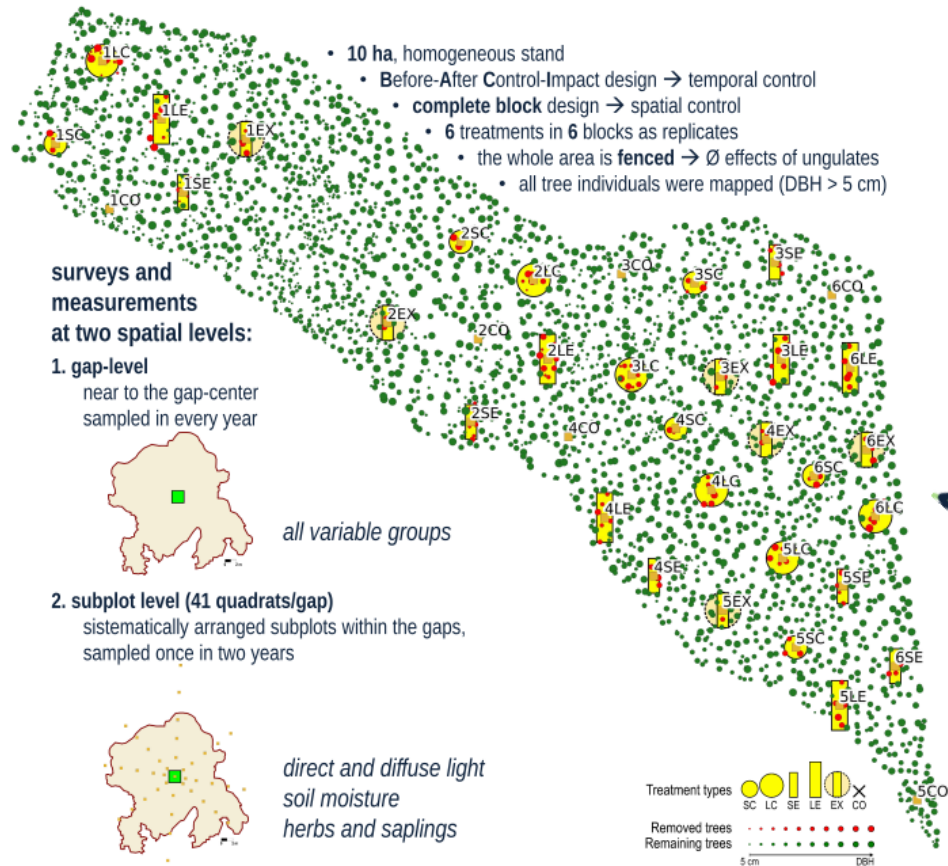 • 10 ha, homogeneous stand
• Before-After Control-Impact design → temporal control
• complete block design → spatial control
• 6 treatments in 6 blocks as replicates
• the whole area is fenced → Ø effects of ungulates
• all tree individuals were mapped (DBH > 5 cm)
1LC
1LE
1SC
1EX
1SE
1CO
2SC
2LC
3CO
3SC
3SE
6CO
2EX
2CO
2LE
3LC
3EX
3LE
6LE
2SE
4CO
4SC
4EX
6EX
6SC
4LC
4LE
6LC
5LC
4SE
5SE
5EX
5SC
6SE
5LE
5CO
surveys and
measurements
at two spatial levels:
1. gap-level
near to the gap-center
sampled in every year
all variable groups
2. subplot level (41 quadrats/gap)
sistematically arranged subplots within the gaps,
sampled once in two years
direct and diffuse light
soil moisture
herbs and saplings
Treatment types
SC LC SE LE EX CO
Removed trees
Remaining trees
5 cm DBH